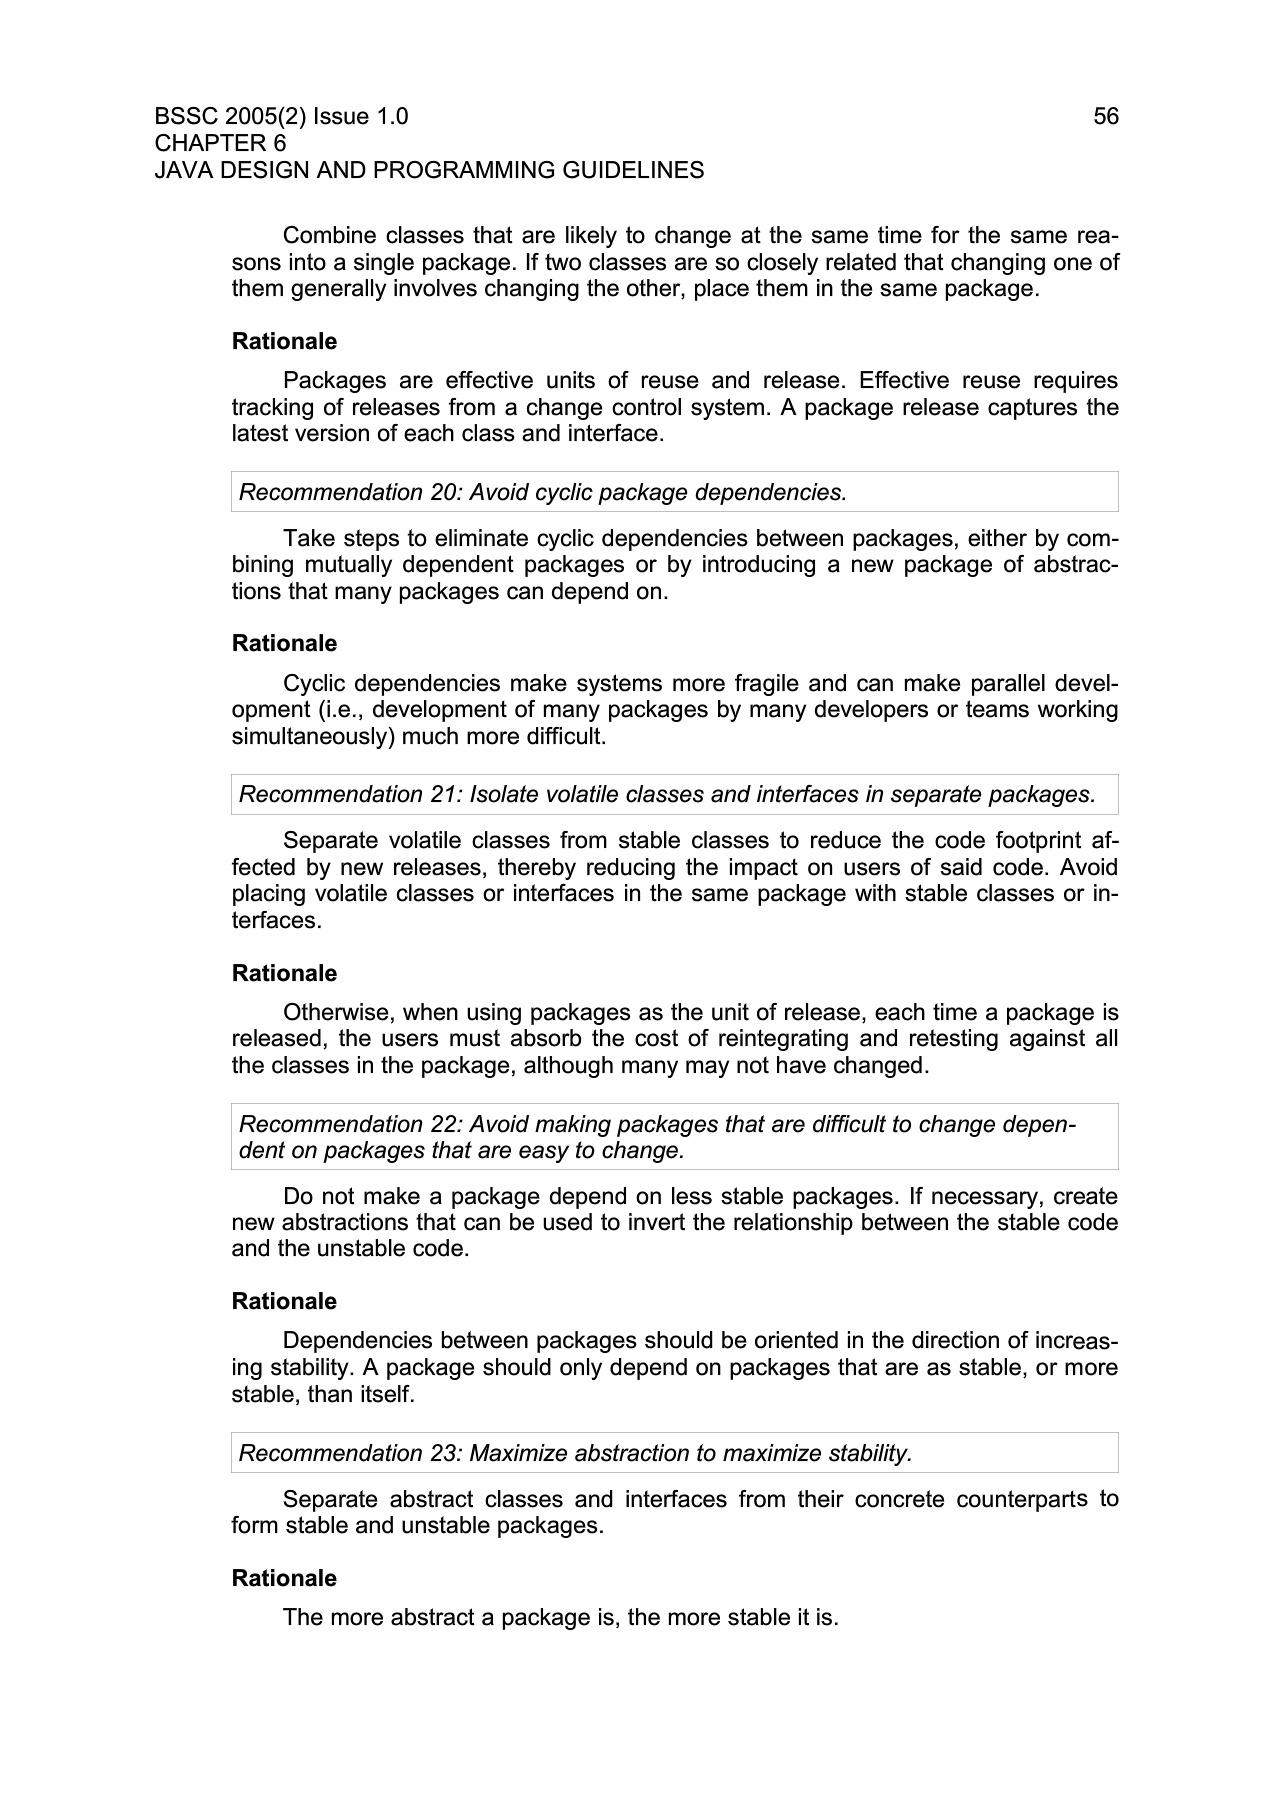 BSSC 2005(2) Issue 1.0 56
CHAPTER 6
JAVA DESIGN AND PROGRAMMING GUIDELINES
Combine classes that are likely to change at the same time for the same rea-
sons into a single package. If two classes are so closely related that changing one of
them generally involves changing the other, place them in the same package.
Rationale
Packages are effective units of reuse and release. Effective reuse requires
tracking of releases from a change control system. A package release captures the
latest version of each class and interface.
Recommendation 20: Avoid cyclic package dependencies.
Take steps to eliminate cyclic dependencies between packages, either by com-
bining mutually dependent packages or by introducing a new package of abstrac-
tions that many packages can depend on.
Rationale
Cyclic dependencies make systems more fragile and can make parallel devel-
opment (i.e., development of many packages by many developers or teams working
simultaneously) much more difficult.
Recommendation 21: Isolate volatile classes and interfaces in separate packages.
Separate volatile classes from stable classes to reduce the code footprint af-
fected by new releases, thereby reducing the impact on users of said code. Avoid
placing volatile classes or interfaces in the same package with stable classes or in-
terfaces.
Rationale
Otherwise, when using packages as the unit of release, each time a package is
released, the users must absorb the cost of reintegrating and retesting against all
the classes in the package, although many may not have changed.
Recommendation 22: Avoid making packages that are difficult to change depen-
dent on packages that are easy to change.
Do not make a package depend on less stable packages. If necessary, create
new abstractions that can be used to invert the relationship between the stable code
and the unstable code.
Rationale
Dependencies between packages should be oriented in the direction of increas-
ing stability. A package should only depend on packages that are as stable, or more
stable, than itself.
Recommendation 23: Maximize abstraction to maximize stability.
Separate abstract classes and interfaces from their concrete counterparts to
form stable and unstable packages.
Rationale
The more abstract a package is, the more stable it is.